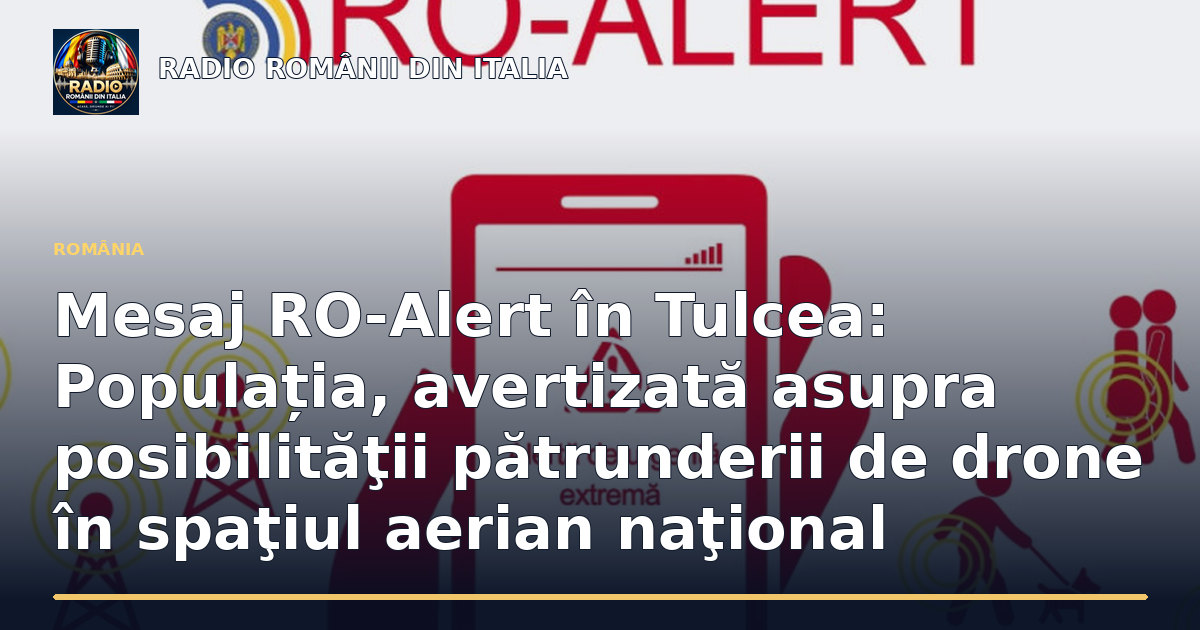 RO-ALERT
RADIO ROMÂNII DIN ITALIA
RADIO
ROMÂNII DIN ITALIA
ROMÂNIA
Mesaj RO-Alert în Tulcea:
Populația, avertizată asupra
posibilităţii pătrunderii de drone
în spaţiul aerian naţional
extremă